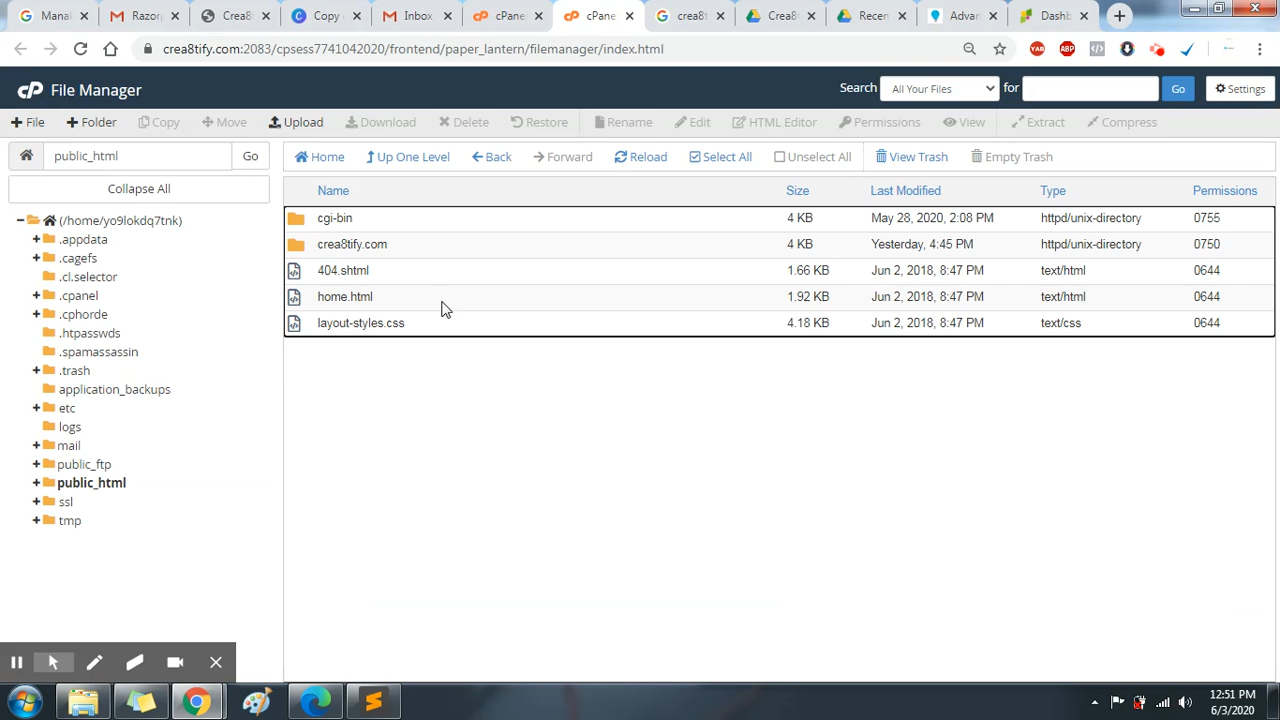 Mana
Razor
Crea8
Copy
Inbox
cPane
cPane
crea8
Crea8
Recen
Advan
Dashb
crea8tify.com:2083/cpsess7741042020/frontend/paper_lantern/filemanager/index.html
YAB
ABP
cP File Manager
Search All Your Files for Go Settings
File Folder Copy Move Upload Download Delete Restore Rename Edit HTML Editor Permissions View Extract Compress
public_html Go Home Up One Level Back Forward Reload Select All Unselect All View Trash Empty Trash
Collapse All
Name Size Last Modified Type Permissions
(/home/yo9lokdq7tnk)
.appdata
.cagefs
.cl.selector
.cpanel
.cphorde
.htpasswds
.spamassassin
.trash
application_backups
etc
logs
mail
public_ftp
public_html
ssl
tmp
cgi-bin 4 KB May 28, 2020, 2:08 PM httpd/unix-directory 0755
crea8tify.com 4 KB Yesterday, 4:45 PM httpd/unix-directory 0750
404.shtml 1.66 KB Jun 2, 2018, 8:47 PM text/html 0644
home.html 1.92 KB Jun 2, 2018, 8:47 PM text/html 0644
layout-styles.css 4.18 KB Jun 2, 2018, 8:47 PM text/css 0644
12:51 PM
6/3/2020